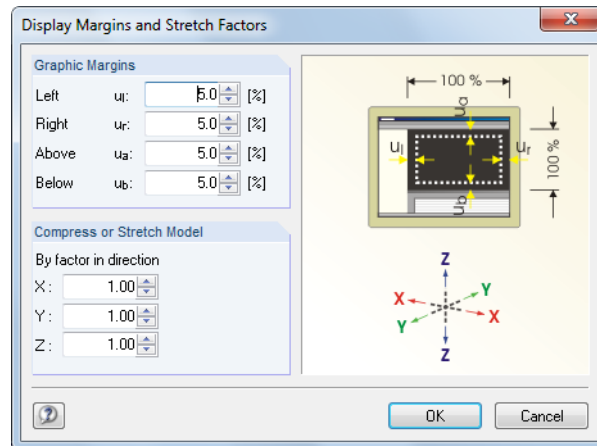 Display Margins and Stretch Factors
Graphic Margins
Left ul: 5.0 [%]
Right ur: 5.0 [%]
Above ua: 5.0 [%]
Below ub: 5.0 [%]
Compress or Stretch Model
By factor in direction
X: 1.00
Y: 1.00
Z: 1.00
100 %
ua
ul
ur
100 %
ub
Z
Y
X
X
Y
Z
OK
Cancel